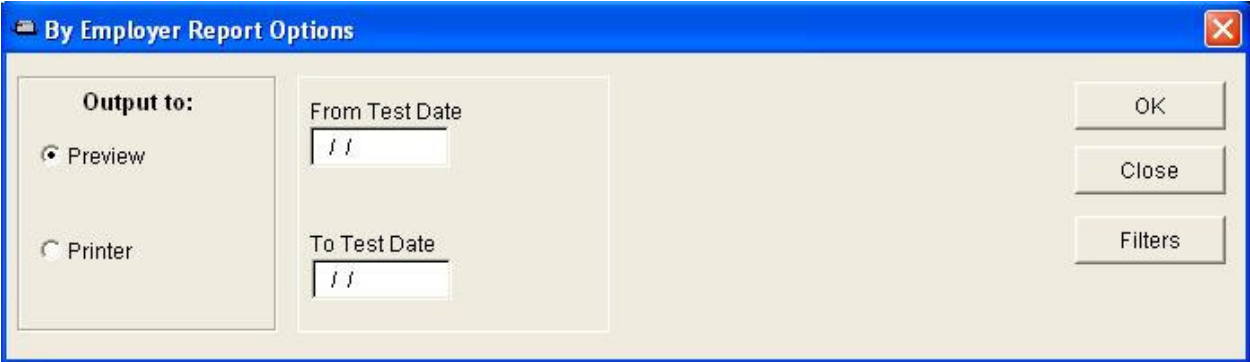 By Employer Report Options
Output to:
Preview
Printer
From Test Date
/ /
To Test Date
/ /
OK
Close
Filters